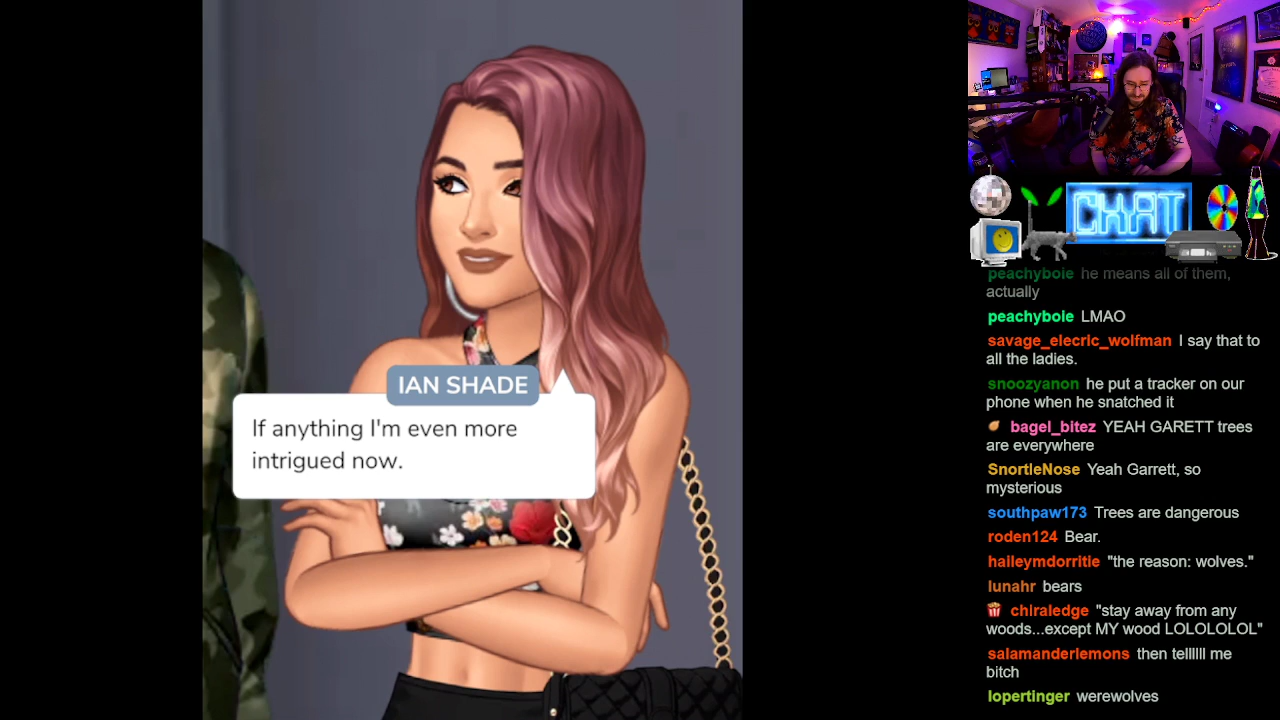 IAN SHADE
If anything I'm even more
intrigued now.
CHAT
peachyboie he means all of them,
actually
peachyboie LMAO
savage_elecric_wolfman I say that to
all the ladies.
snoozyanon he put a tracker on our
phone when he snatched it
bagel_bitez YEAH GARETT trees
are everywhere
SnortleNose Yeah Garrett, so
mysterious
southpaw173 Trees are dangerous
roden124 Bear.
haileymdorritie "the reason: wolves."
lunahr bears
chiraledge "stay away from any
woods...except MY wood LOLOLOLOL"
salamanderlemons then tellllll me
bitch
lopertinger werewolves